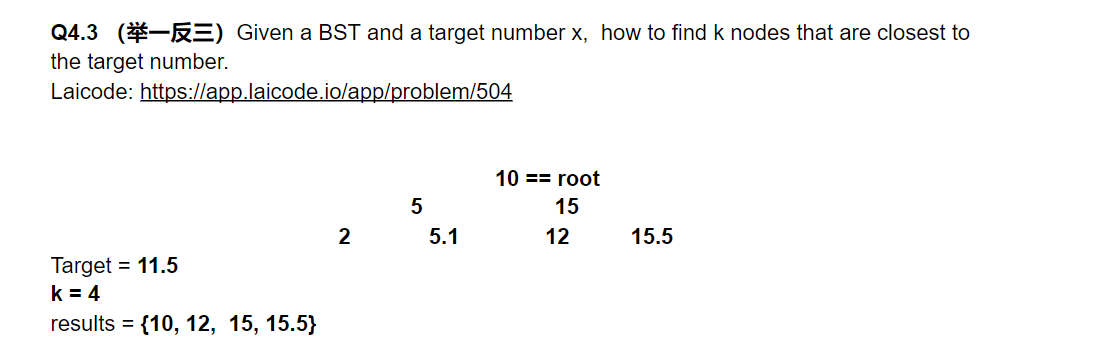 Q4.3 （举一反三）Given a BST and a target number x,  how to find k nodes that are closest to
the target number.
Laicode: https://app.laicode.io/app/problem/504
10 == root
5 15
2 5.1 12 15.5
Target = 11.5
k = 4
results = {10, 12,  15, 15.5}